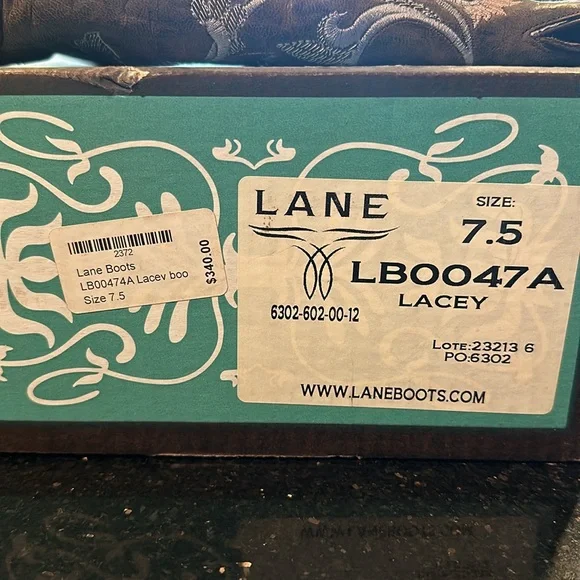 2372
Lane Boots
LB00474A Lacey boo
Size 7.5
$340.00
LANE
6302-602-00-12
SIZE:
7.5
LB0047A
LACEY
LOTE:23213 6
PO:6302
WWW.LANEBOOTS.COM